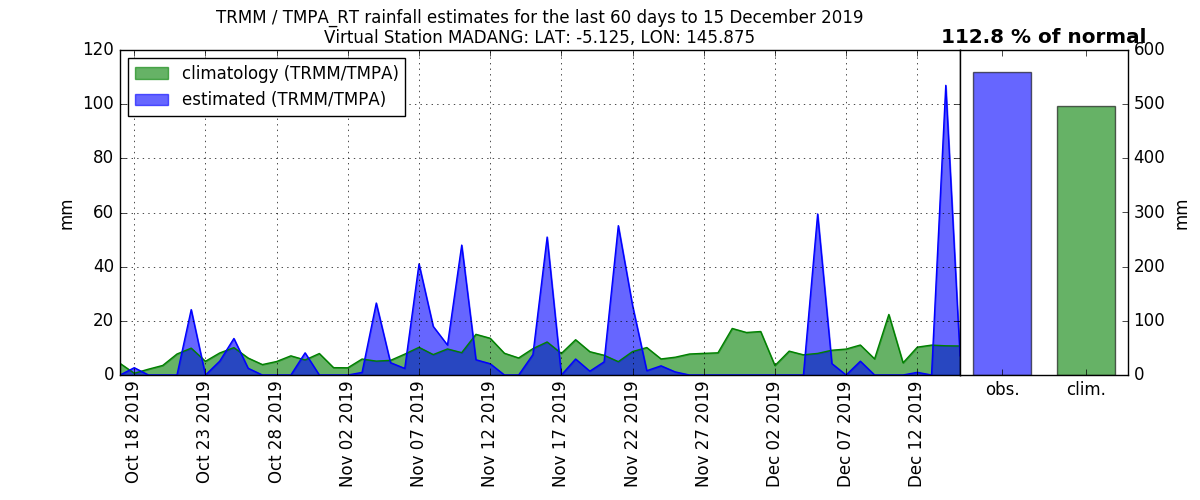 TRMM / TMPA_RT rainfall estimates for the last 60 days to 15 December 2019
Virtual Station MADANG: LAT: -5.125, LON: 145.875
112.8 % of normal
climatology (TRMM/TMPA)
estimated (TRMM/TMPA)
120
100
80
60
40
20
0
mm
600
500
400
300
200
100
0
mm
Oct 18 2019
Oct 23 2019
Oct 28 2019
Nov 02 2019
Nov 07 2019
Nov 12 2019
Nov 17 2019
Nov 22 2019
Nov 27 2019
Dec 02 2019
Dec 07 2019
Dec 12 2019
obs.
clim.